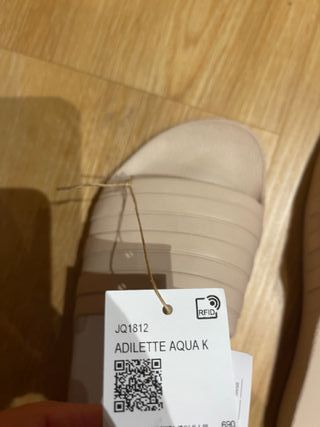 RFID
JQ1812
ADILETTE AQUA K
690